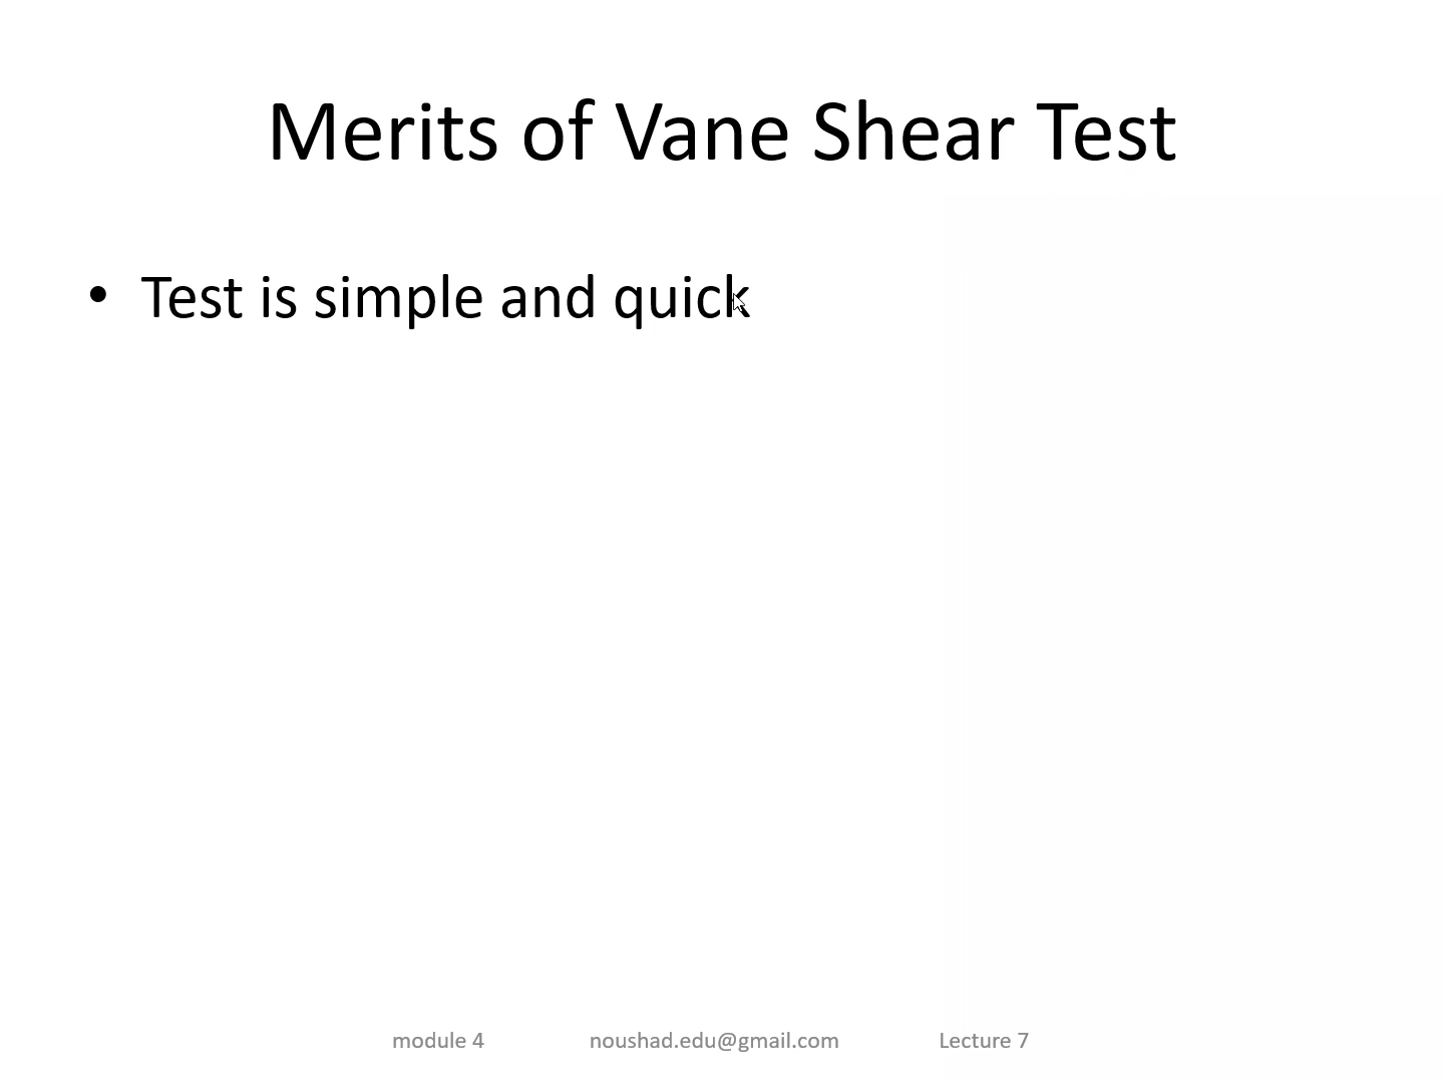 Merits of Vane Shear Test
• Test is simple and quick
module 4 noushad.edu@gmail.com Lecture 7